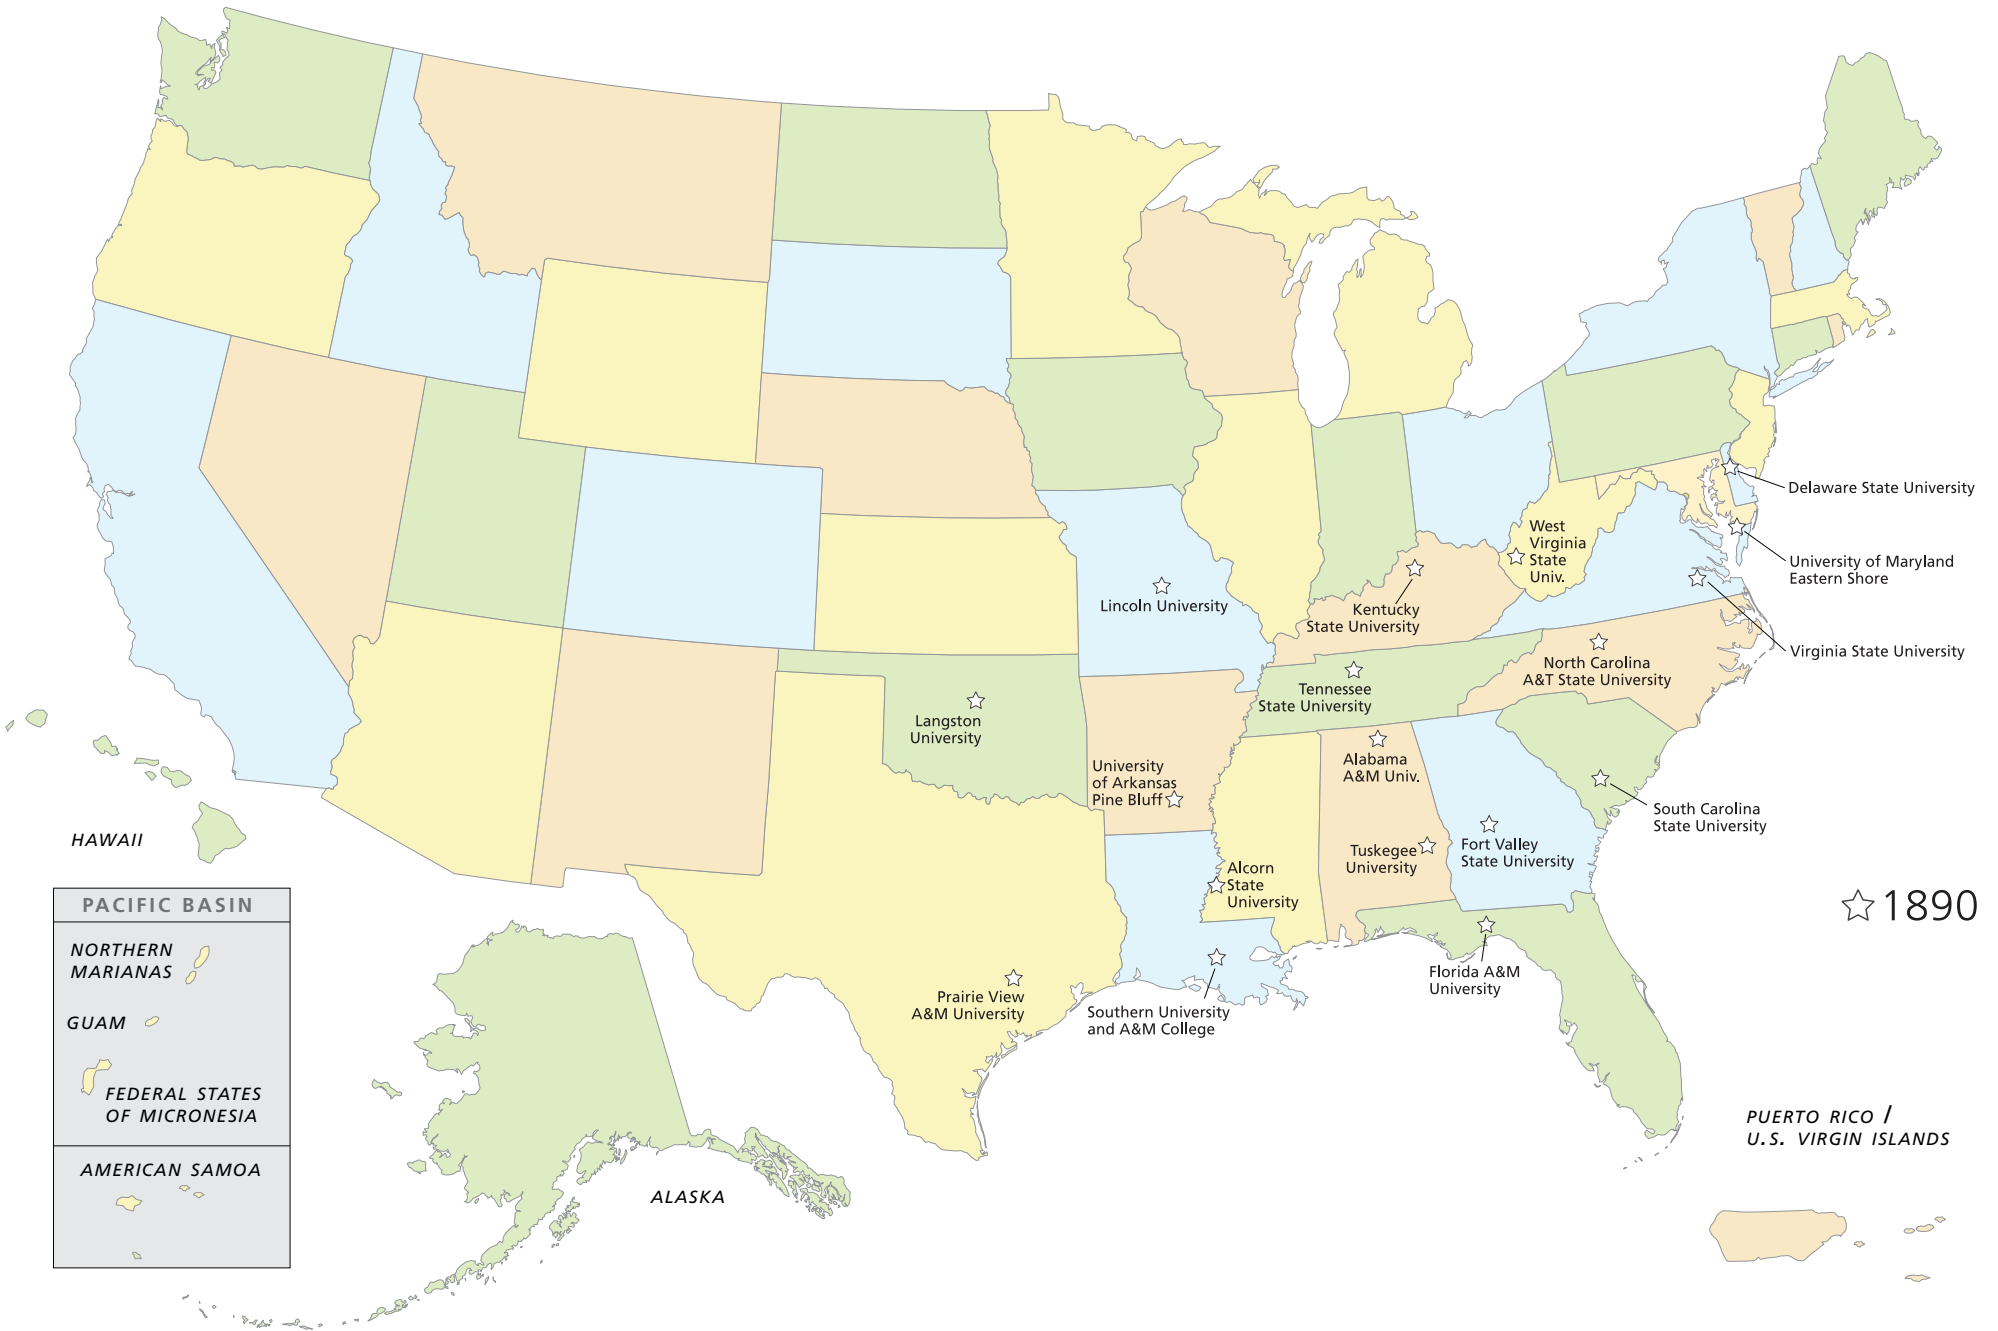 Delaware State University
West
Virginia
State
Univ.
University of Maryland
Eastern Shore
Lincoln University
Kentucky
State University
Virginia State University
North Carolina
A&T State University
Tennessee
State University
Langston
University
Alabama
A&M Univ.
University
of Arkansas
Pine Bluff
South Carolina
State University
Fort Valley
State University
Tuskegee
University
Alcorn
State
University
HAWAII
1890
PACIFIC BASIN
NORTHERN
MARIANAS
GUAM
FEDERAL STATES
OF MICRONESIA
AMERICAN SAMOA
Florida A&M
University
Prairie View
A&M University
Southern University
and A&M College
ALASKA
PUERTO RICO /
U.S. VIRGIN ISLANDS